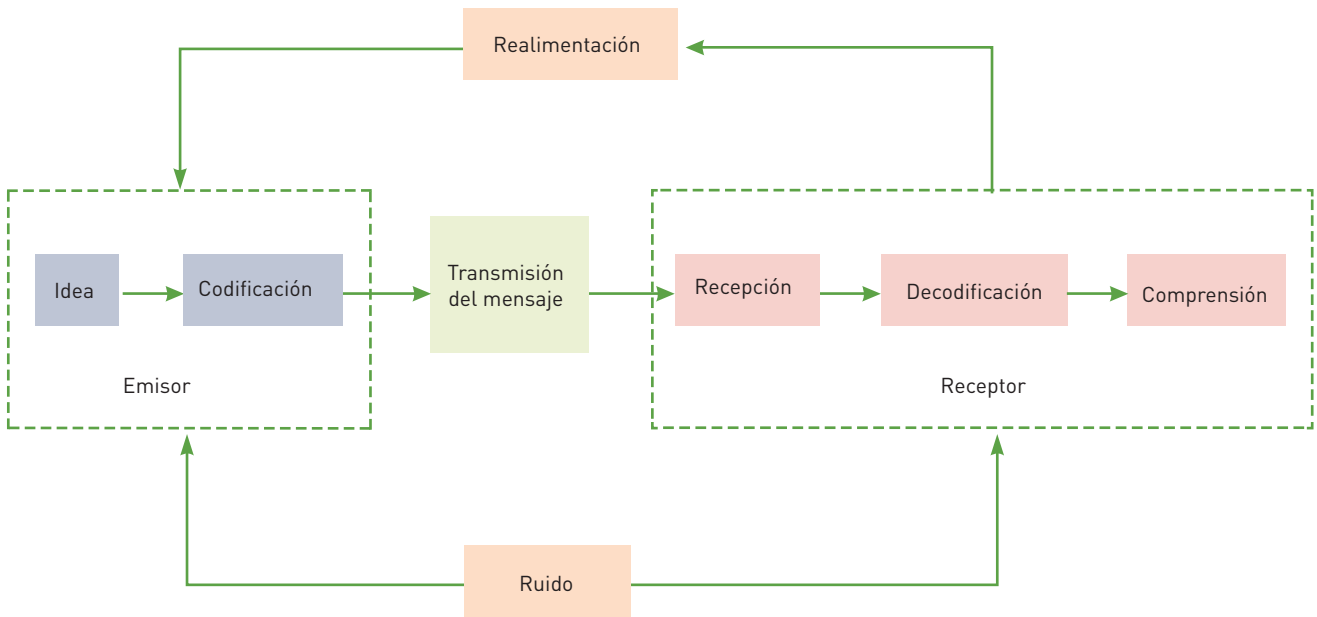 Realimentación
Idea
Codificación
Transmisión
del mensaje
Recepción
Decodificación
Comprensión
Emisor
Receptor
Ruido